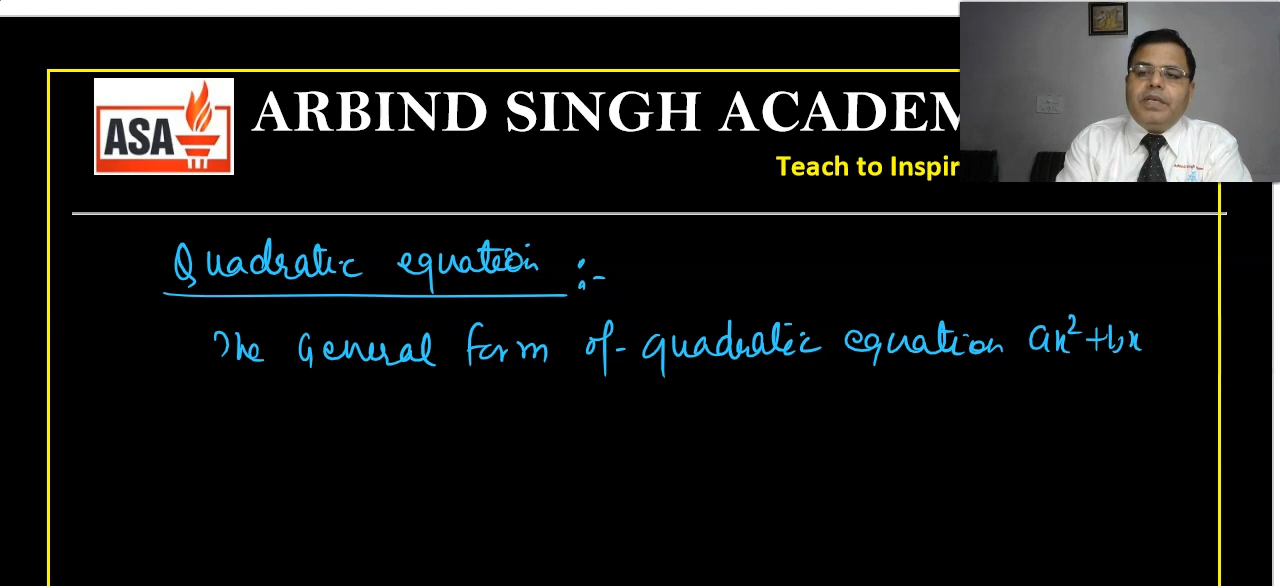 ASA
ARBIND SINGH ACADEM
Teach to Inspir
Quadratic equation :-
The General form of quadratic equation ax²+bx